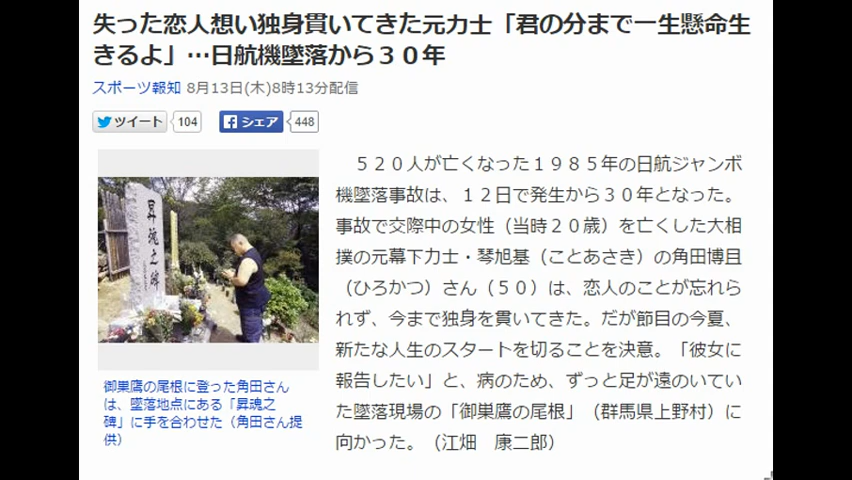 失った恋人想い独身貫いてきた元力士「君の分まで一生懸命生
きるよ」…日航機墜落から３０年
スポーツ報知 8月13日(木)8時13分配信
ツイート 104 シェア 448
昇魂之碑
御巣鷹の尾根に登った角田さん
は、墜落地点にある「昇魂之
碑」に手を合わせた（角田さん提
供）
５２０人が亡くなった１９８５年の日航ジャンボ
機墜落事故は、１２日で発生から３０年となった。
事故で交際中の女性（当時２０歳）を亡くした大相
撲の元幕下力士・琴旭基（ことあさき）の角田博且
（ひろかつ）さん（５０）は、恋人のことが忘れら
れず、今まで独身を貫いてきた。だが節目の今夏、
新たな人生のスタートを切ることを決意。「彼女に
報告したい」と、病のため、ずっと足が遠のいてい
た墜落現場の「御巣鷹の尾根」（群馬県上野村）に
向かった。（江畑　康二郎）